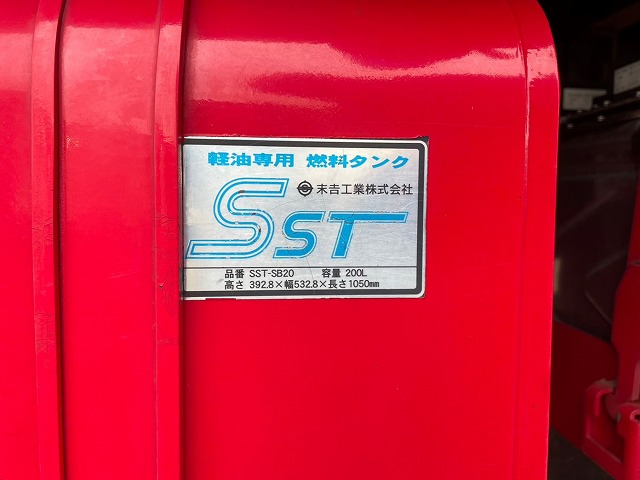 軽油専用 燃料タンク
末吉工業株式会社
SST
品番 SST-SB20 容量 200L
高さ 392.8×幅532.8×長さ1050mm